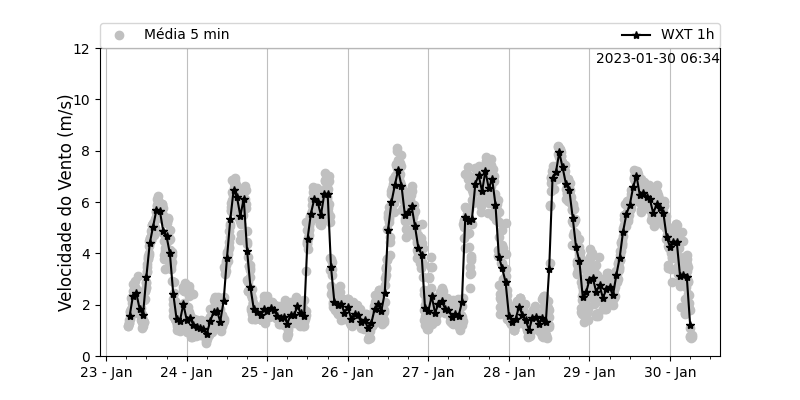 Média 5 min
WXT 1h
2023-01-30 06:34
Velocidade do Vento (m/s)
12
10
8
6
4
2
0
23 - Jan
24 - Jan
25 - Jan
26 - Jan
27 - Jan
28 - Jan
29 - Jan
30 - Jan